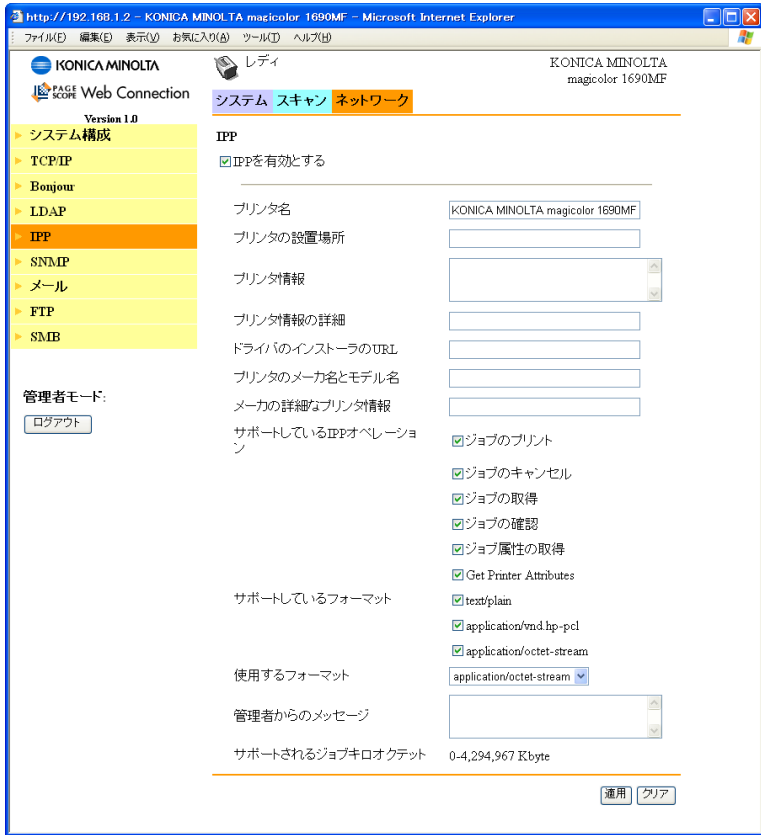 http://192.168.1.2 - KONICA MINOLTA magicolor 1690MF - Microsoft Internet Explorer
ファイル(F) 編集(E) 表示(V) お気に入り(A) ツール(T) ヘルプ(H)
KONICA MINOLTA
PAGE SCOPE Web Connection
Version 1.0
レディ
KONICA MINOLTA
magicolor 1690MF
システム スキャン ネットワーク
システム構成
TCP/IP
Bonjour
LDAP
IPP
SNMP
メール
FTP
SMB
管理者モード:
ログアウト
IPP
IPPを有効とする
プリンタ名 KONICA MINOLTA magicolor 1690MF
プリンタの設置場所
プリンタ情報
プリンタ情報の詳細
ドライバのインストーラのURL
プリンタのメーカ名とモデル名
メーカの詳細なプリンタ情報
サポートしているIPPオペレーショ
ン
ジョブのプリント
ジョブのキャンセル
ジョブの取得
ジョブの確認
ジョブ属性の取得
Get Printer Attributes
サポートしているフォーマット text/plain
application/vnd.hp-pcl
application/octet-stream
使用するフォーマット application/octet-stream
管理者からのメッセージ
サポートされるジョブキロオクテット 0-4,294,967 Kbyte
適用 クリア